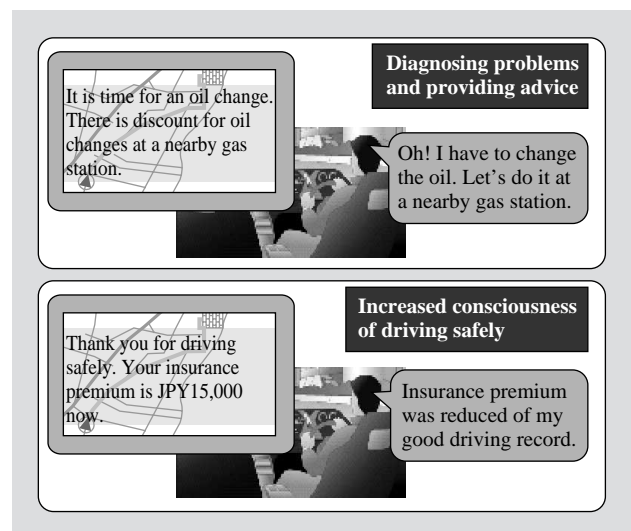 Diagnosing problems
and providing advice
It is time for an oil change.
There is discount for oil
changes at a nearby gas
station.
Oh! I have to change
the oil. Let's do it at
a nearby gas station.
Increased consciousness
of driving safely
Thank you for driving
safely. Your insurance
premium is JPY15,000
now.
Insurance premium
was reduced of my
good driving record.